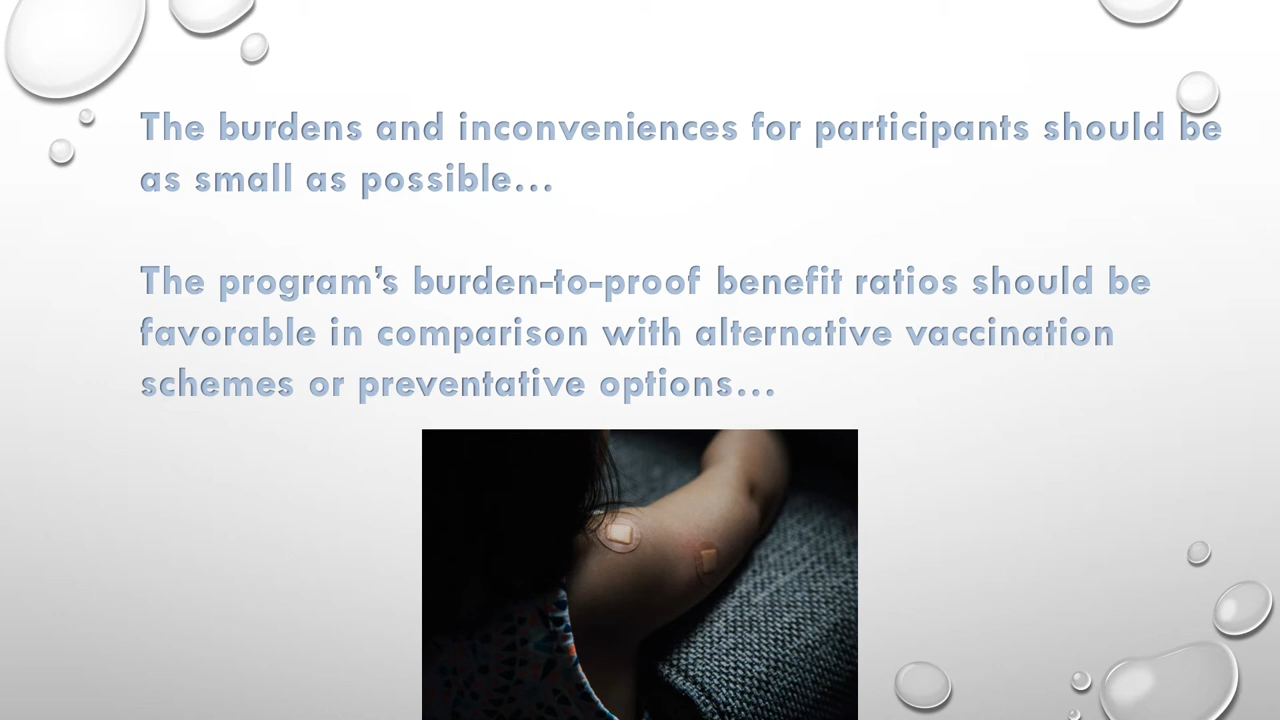 The burdens and inconveniences for participants should be
as small as possible…
The program’s burden-to-proof benefit ratios should be
favorable in comparison with alternative vaccination
schemes or preventative options…